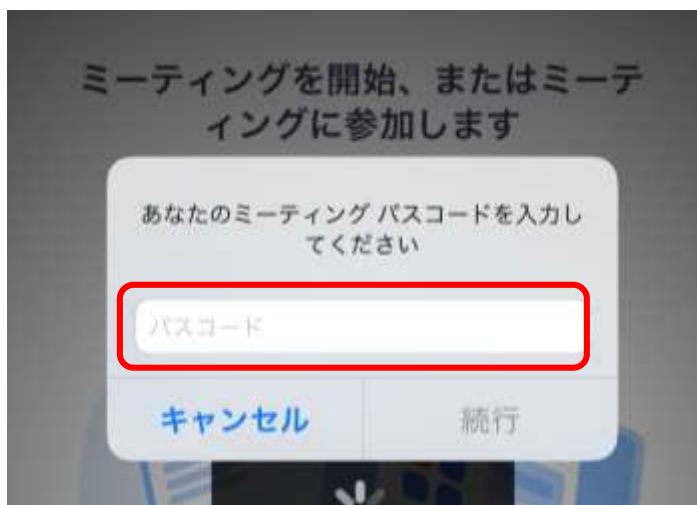 ミーティングを開始、またはミーテ
ィングに参加します
あなたのミーティング パスコードを入力し
てください
パスコード
キャンセル
続行